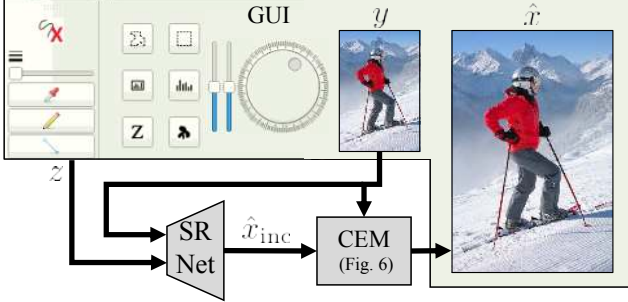 GUI
y
x̂
Z
z
SR
Net
x̂inc
CEM
(Fig. 6)